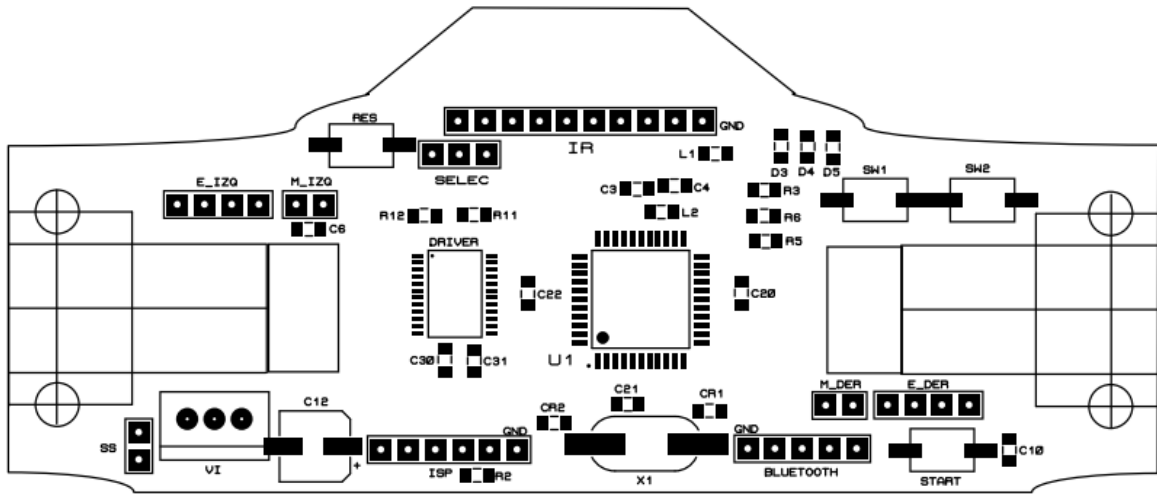 RES
GND
IR
L1
D3 D4 D5
SELEC
SW1
SW2
E_IZQ
M_IZQ
C3
C4
R3
R12
R11
L2
R6
C6
R5
DRIVER
C22
C20
U1
C30
C31
M_DER
E_DER
C12
C21
CR1
CR2
GND
GND
SS
VI
+
ISP
R2
X1
BLUETOOTH
START
C10